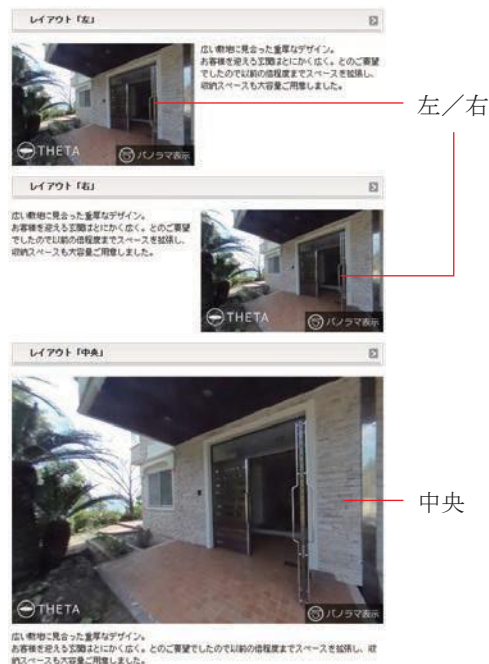 レイアウト「左」
広い敷地に見合った重厚なデザイン。
お客様を迎える玄関はとにかく広く。とのご要望
でしたので以前の倍程度までスペースを拡張し、
収納スペースも大容量ご用意しました。
THETA
パノラマ表示
左／右
レイアウト「右」
広い敷地に見合った重厚なデザイン。
お客様を迎える玄関はとにかく広く。とのご要望
でしたので以前の倍程度までスペースを拡張し、
収納スペースも大容量ご用意しました。
THETA
パノラマ表示
レイアウト「中央」
中央
THETA
パノラマ表示
広い敷地に見合った重厚なデザイン。
お客様を迎える玄関はとにかく広く。とのご要望でしたので以前の倍程度までスペースを拡張し、収
納スペースも大容量ご用意しました。